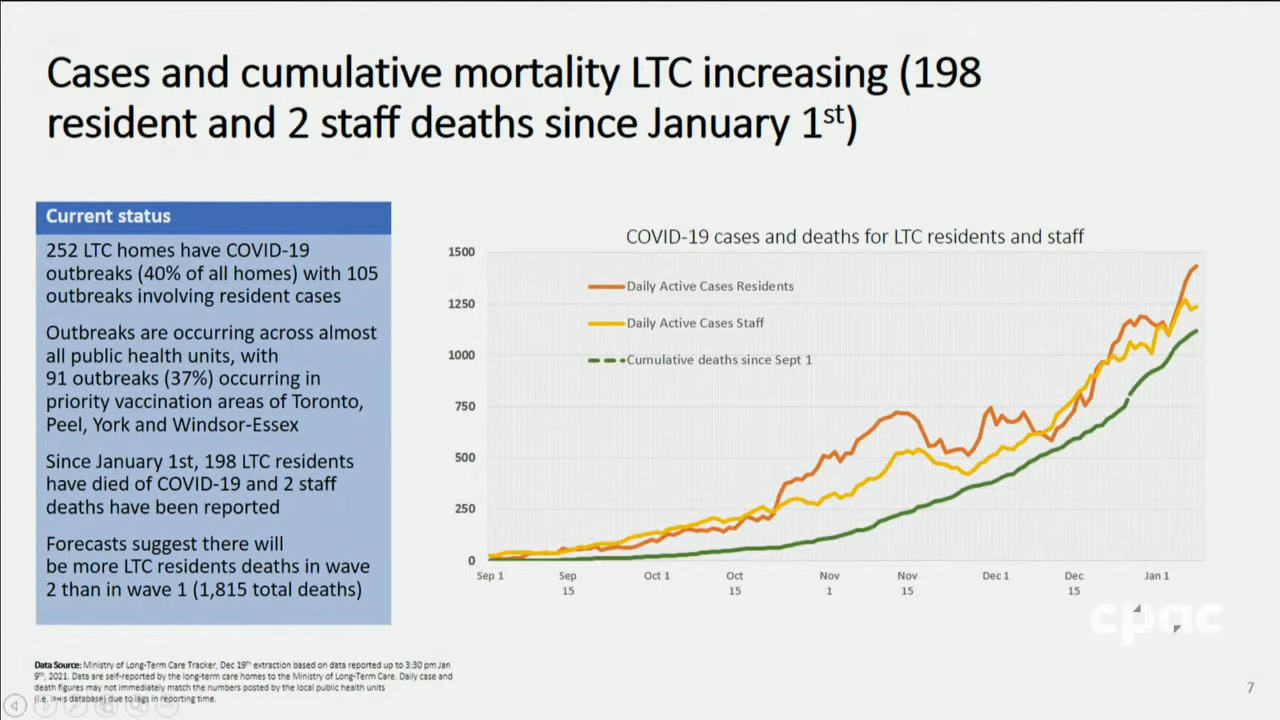 Cases and cumulative mortality LTC increasing (198
resident and 2 staff deaths since January 1st)
Current status
252 LTC homes have COVID-19
outbreaks (40% of all homes) with 105
outbreaks involving resident cases
Outbreaks are occurring across almost
all public health units, with
91 outbreaks (37%) occurring in
priority vaccination areas of Toronto,
Peel, York and Windsor-Essex
Since January 1st, 198 LTC residents
have died of COVID-19 and 2 staff
deaths have been reported
Forecasts suggest there will
be more LTC residents deaths in wave
2 than in wave 1 (1,815 total deaths)
COVID-19 cases and deaths for LTC residents and staff
1500
1250
1000
750
500
250
0
Daily Active Cases Residents
Daily Active Cases Staff
Cumulative deaths since Sept 1
Sep 1
Sep 15
Oct 1
Oct 15
Nov 1
Nov 15
Dec 1
Dec 15
Jan 1
cpac
Data Source: Ministry of Long-Term Care Tracker, Dec 19th extraction based on data reported up to 3:30 pm Jan
9th, 2021. Data are self-reported by the long-term care homes to the Ministry of Long-Term Care. Daily case and
death figures may not immediately match the numbers posted by the local public health units
(i.e. database) due to lags in reporting time.
7